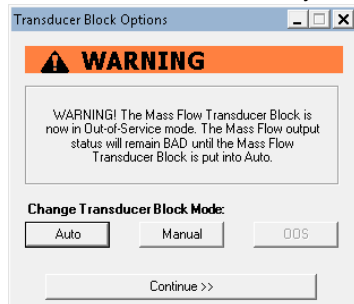 Transducer Block Options
WARNING
WARNING! The Mass Flow Transducer Block is
now in Out-of-Service mode. The Mass Flow output
status will remain BAD until the Mass Flow
Transducer Block is put into Auto.
Change Transducer Block Mode:
Auto Manual OOS
Continue >>